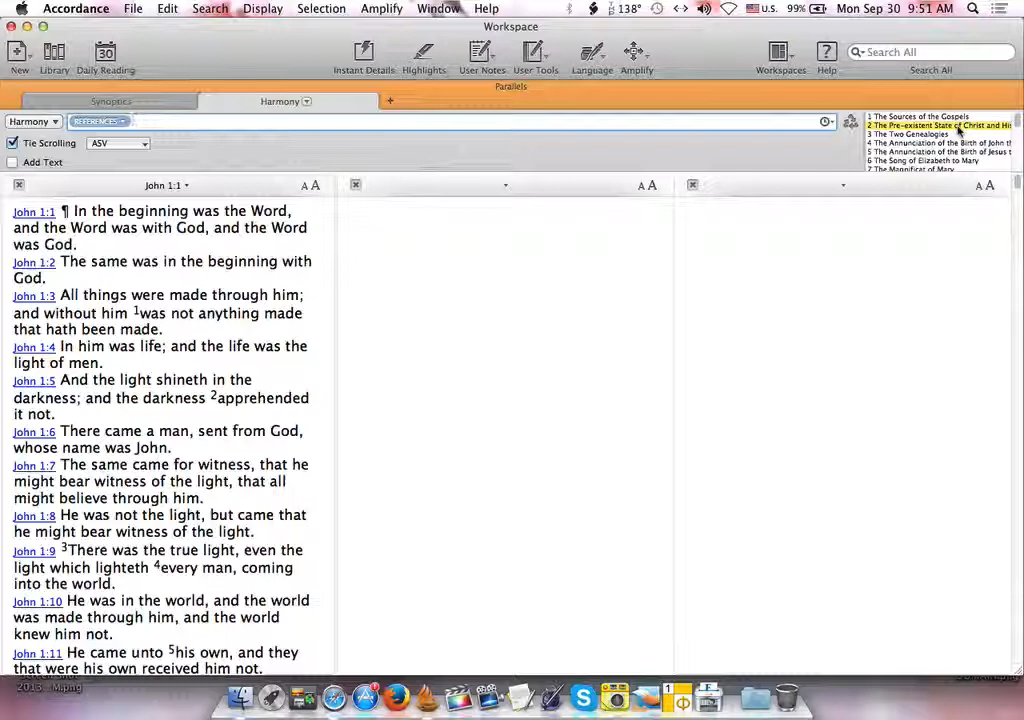 Accordance File Edit Search Display Selection Amplify Window Help 138° U.S. 99% Mon Sep 30 9:51 AM
Workspace
New Library Daily Reading Instant Details Highlights User Notes User Tools Language Amplify Workspaces Help Search All
30
Search All
Parallels
Synoptics Harmony +
Harmony REFERENCES
Tie Scrolling ASV
Add Text
1 The Sources of the Gospels
2 The Pre-existent State of Christ and His
3 The Two Genealogies
4 The Annunciation of the Birth of John th
5 The Annunciation of the Birth of Jesus t
6 The Song of Elizabeth to Mary
7 The Magnificat of Mary
John 1:1 A A A A A A
John 1:1 ¶ In the beginning was the Word,
and the Word was with God, and the Word
was God.
John 1:2 The same was in the beginning with
God.
John 1:3 All things were made through him;
and without him 1was not anything made
that hath been made.
John 1:4 In him was life; and the life was the
light of men.
John 1:5 And the light shineth in the
darkness; and the darkness 2apprehended
it not.
John 1:6 There came a man, sent from God,
whose name was John.
John 1:7 The same came for witness, that he
might bear witness of the light, that all
might believe through him.
John 1:8 He was not the light, but came that
he might bear witness of the light.
John 1:9 3There was the true light, even the
light which lighteth 4every man, coming
into the world.
John 1:10 He was in the world, and the world
was made through him, and the world
knew him not.
John 1:11 He came unto 5his own, and they
that were his own received him not.
2013 ...M.png